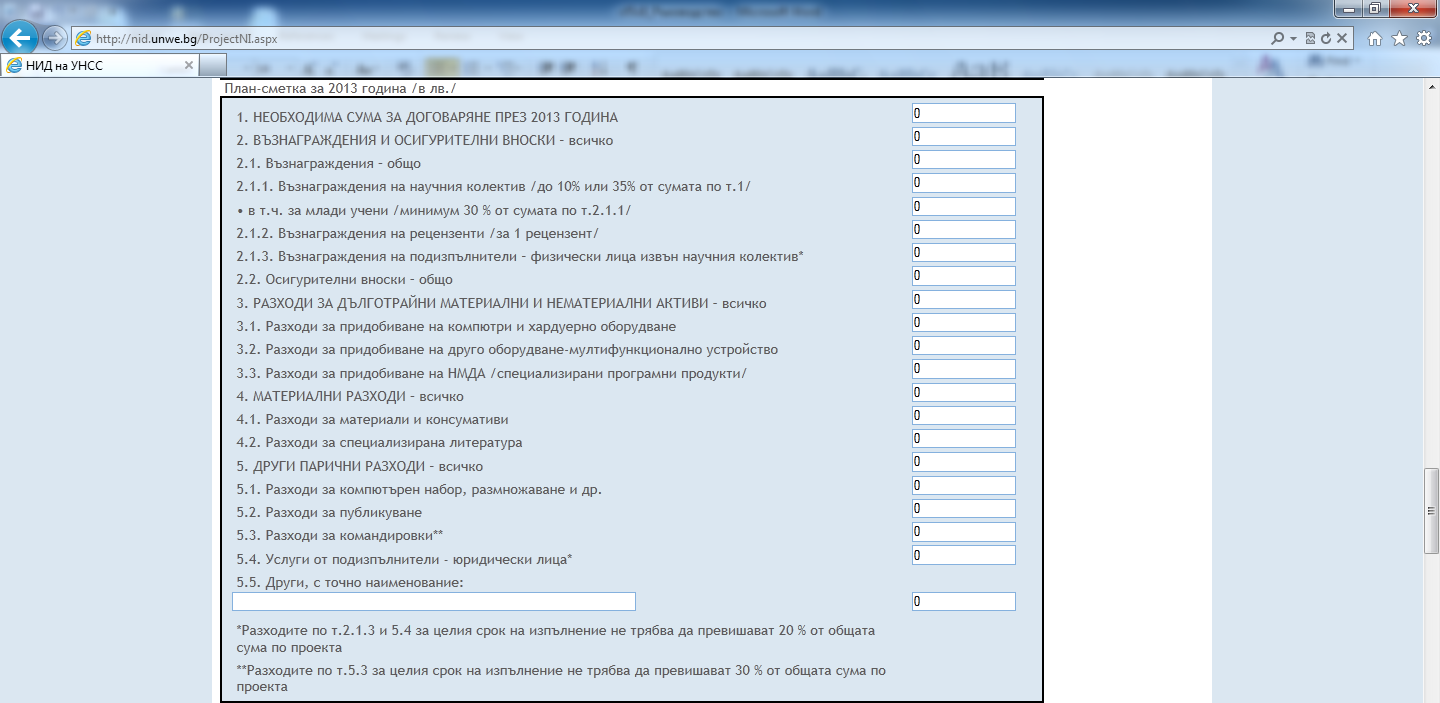 http://nid.unwe.bg/ProjectNI.aspx
НИД на УНСС
План-сметка за 2013 година /в лв./
1. НЕОБХОДИМА СУМА ЗА ДОГОВАРЯНЕ ПРЕЗ 2013 ГОДИНА 0
2. ВЪЗНАГРАЖДЕНИЯ И ОСИГУРИТЕЛНИ ВНОСКИ – всичко 0
2.1. Възнаграждения – общо 0
2.1.1. Възнаграждения на научния колектив /до 10% или 35% от сумата по т.1/ 0
• в т.ч. за млади учени /минимум 30 % от сумата по т.2.1.1/ 0
2.1.2. Възнаграждения на рецензенти /за 1 рецензент/ 0
2.1.3. Възнаграждения на подизпълнители – физически лица извън научния колектив* 0
2.2. Осигурителни вноски – общо 0
3. РАЗХОДИ ЗА ДЪЛГОТРАЙНИ МАТЕРИАЛНИ И НЕМАТЕРИАЛНИ АКТИВИ – всичко 0
3.1. Разходи за придобиване на компютри и хардуерно оборудване 0
3.2. Разходи за придобиване на друго оборудване-мултифункционално устройство 0
3.3. Разходи за придобиване на НМДА /специализирани програмни продукти/ 0
4. МАТЕРИАЛНИ РАЗХОДИ – всичко 0
4.1. Разходи за материали и консумативи 0
4.2. Разходи за специализирана литература 0
5. ДРУГИ ПАРИЧНИ РАЗХОДИ – всичко 0
5.1. Разходи за компютърен набор, размножаване и др. 0
5.2. Разходи за публикуване 0
5.3. Разходи за командировки** 0
5.4. Услуги от подизпълнители - юридически лица* 0
5.5. Други, с точно наименование:
0
*Разходите по т.2.1.3 и 5.4 за целия срок на изпълнение не трябва да превишават 20 % от общата
сума по проекта
**Разходите по т.5.3 за целия срок на изпълнение не трябва да превишават 30 % от общата сума по
проекта